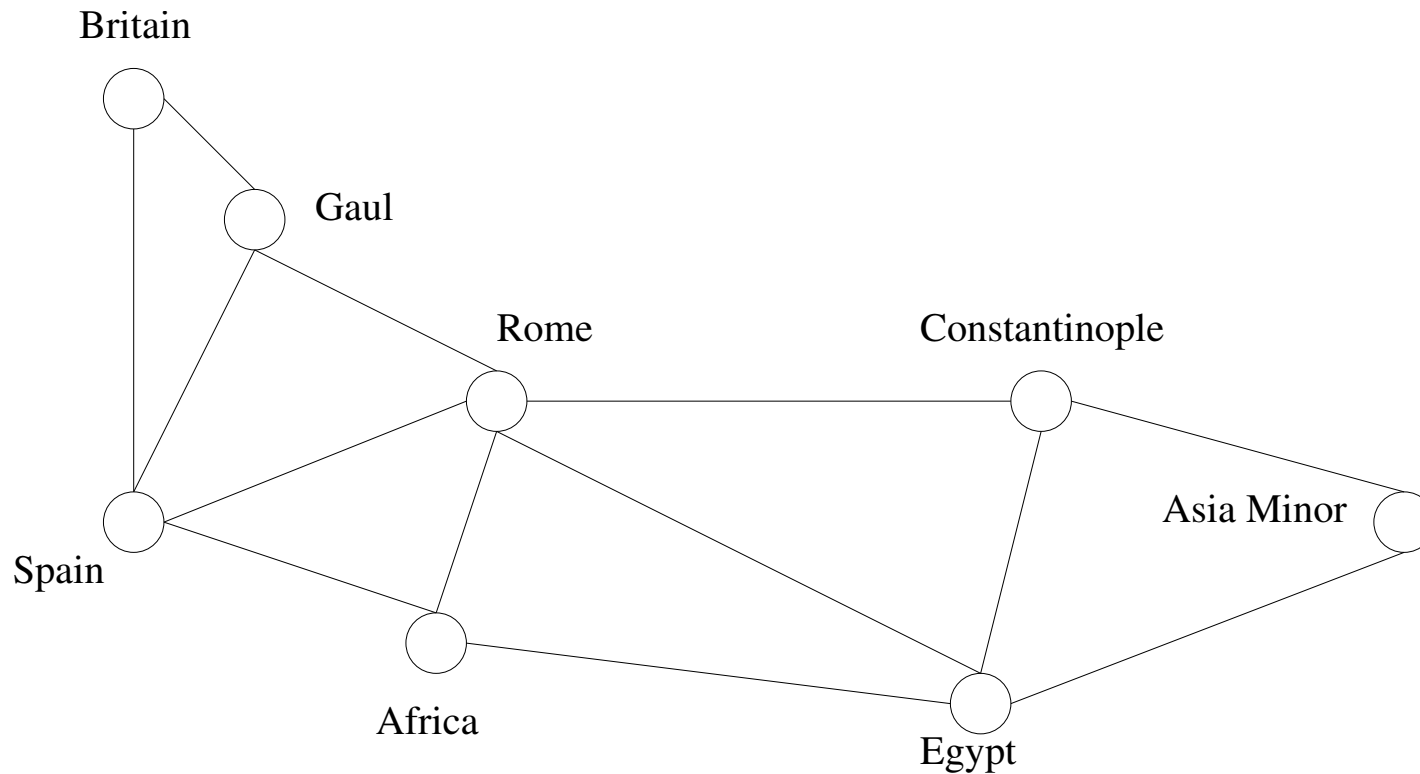 Britain
Gaul
Rome
Constantinople
Asia Minor
Spain
Africa
Egypt